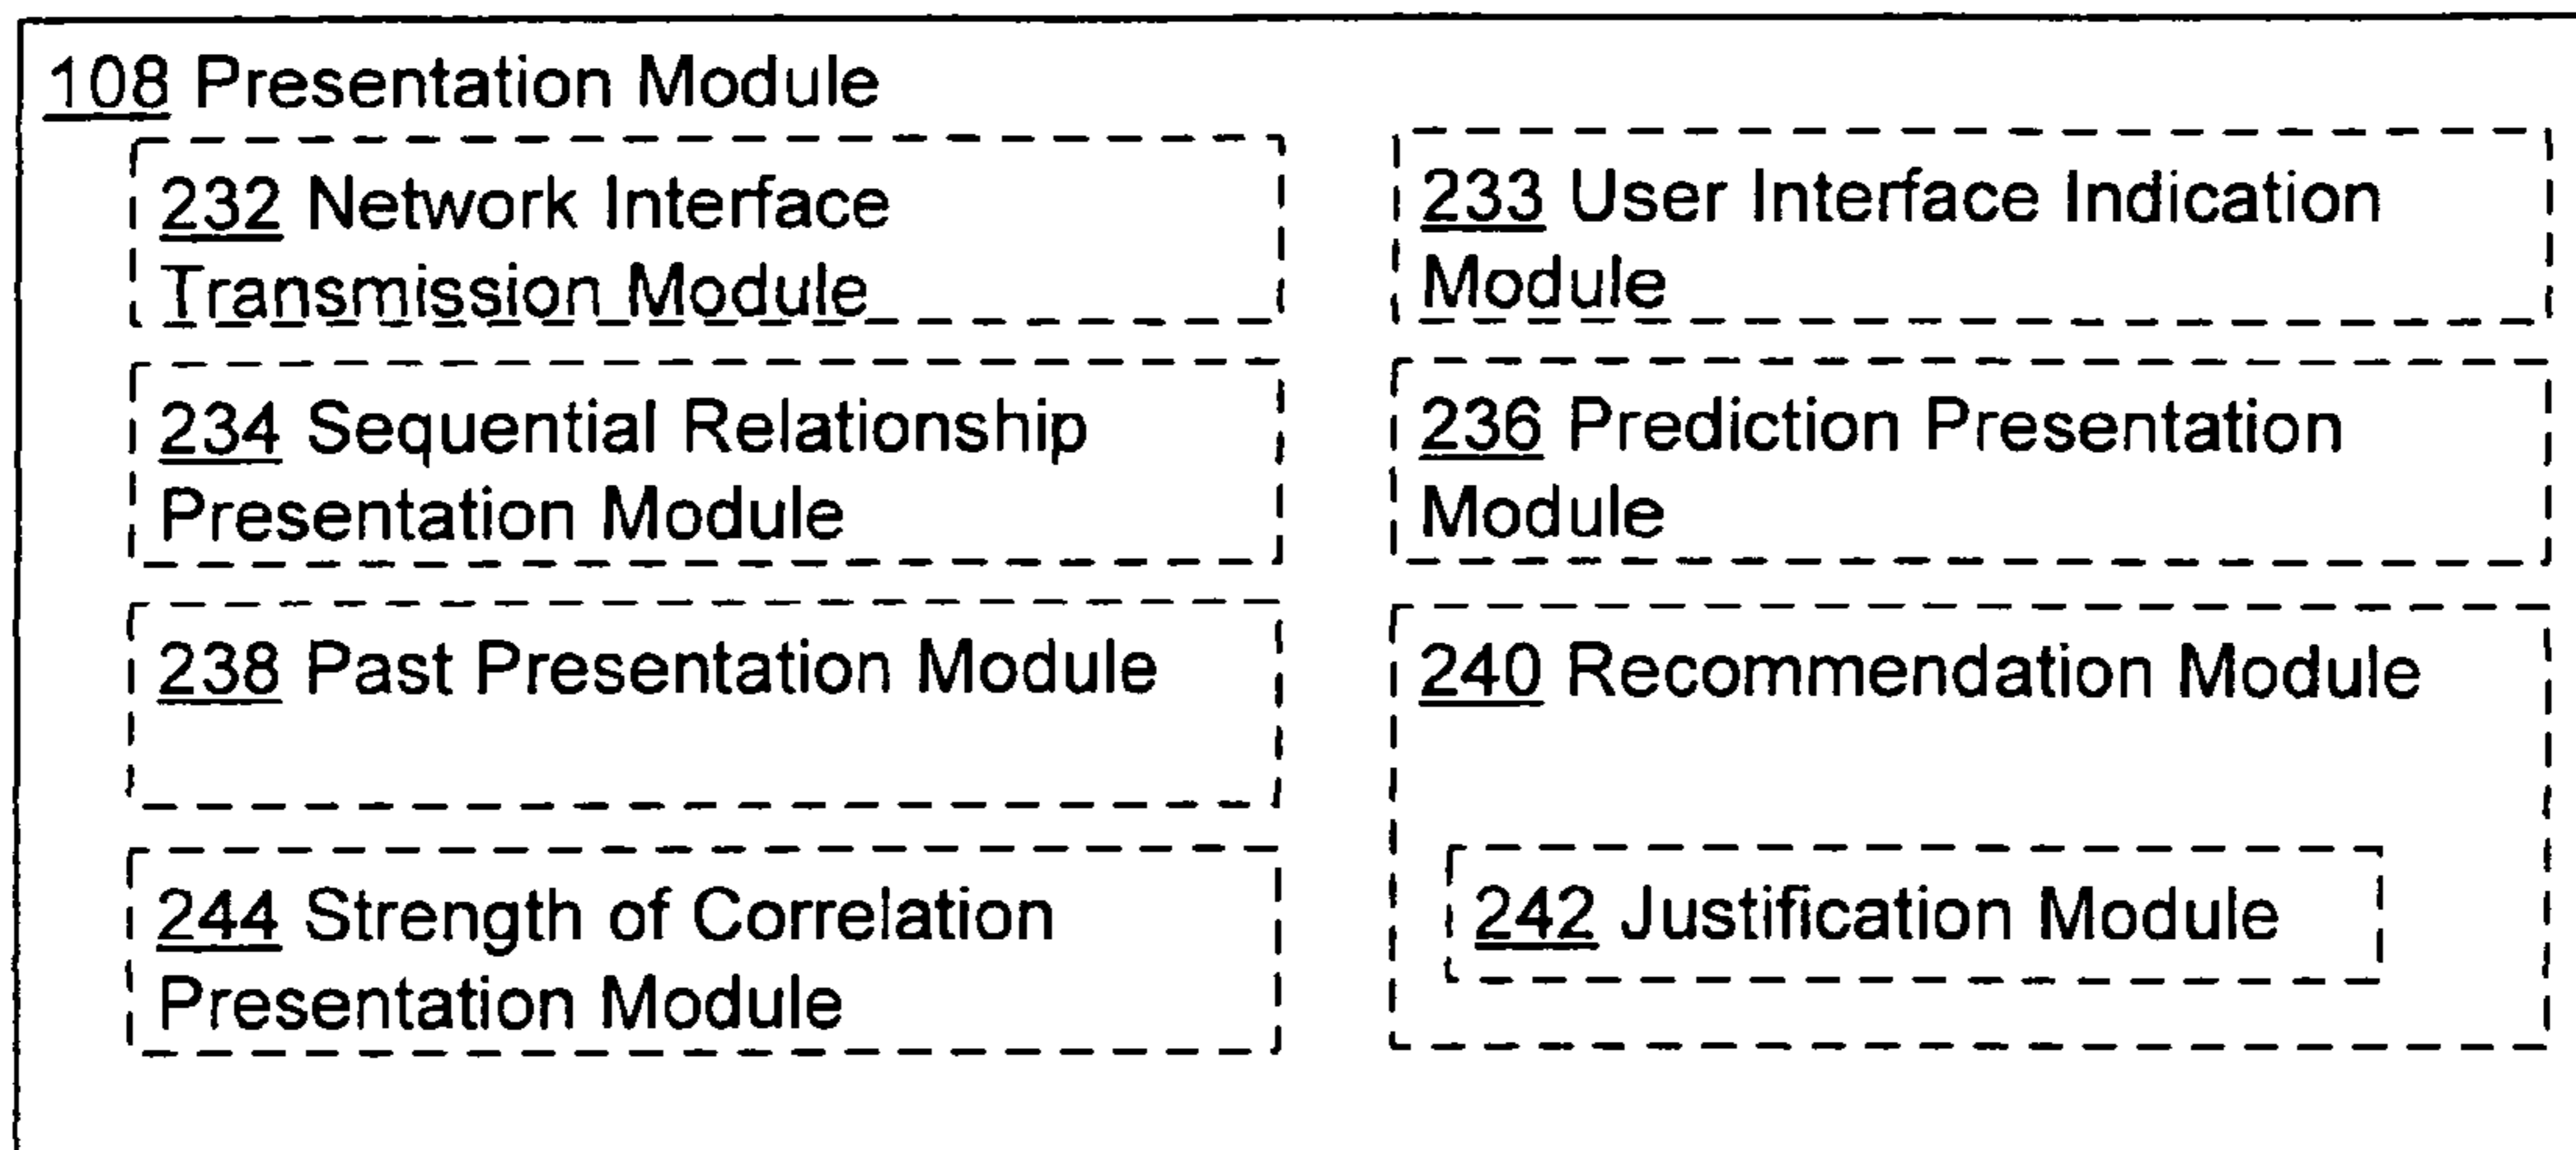 108 Presentation Module
232 Network Interface
Transmission Module
233 User Interface Indication
Module
234 Sequential Relationship
Presentation Module
236 Prediction Presentation
Module
238 Past Presentation Module
240 Recommendation Module
242 Justification Module
244 Strength of Correlation
Presentation Module